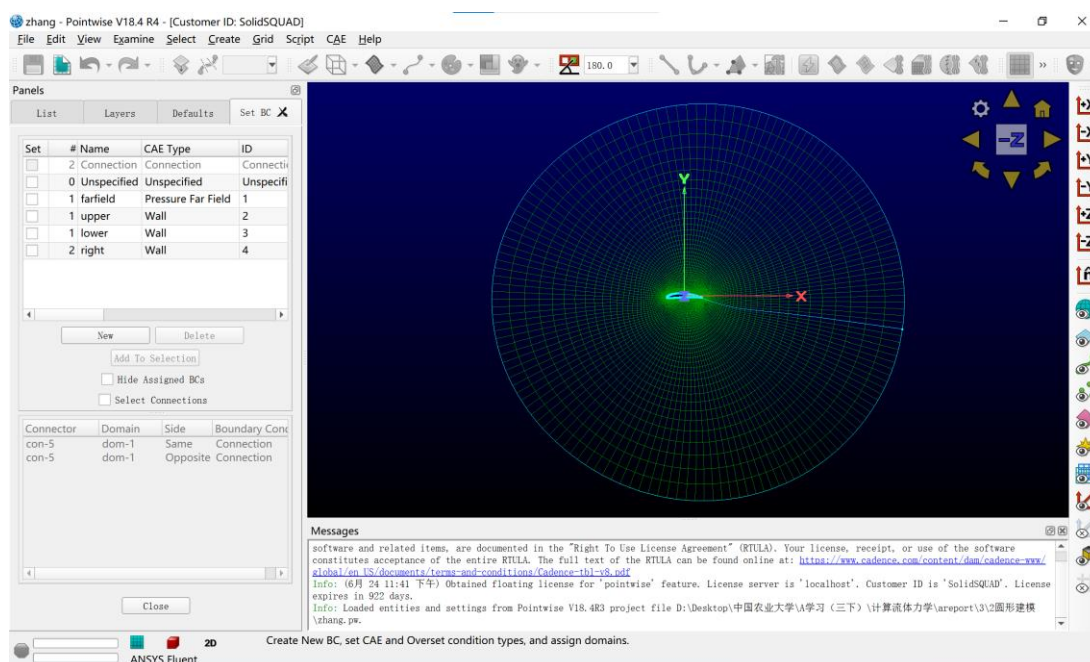 zhang - Pointwise V18.4 R4 - [Customer ID: SolidSQUAD]
File Edit View Examine Select Create Grid Script CAE Help
180.0
Panels
List Layers Defaults Set BC
Set # Name CAE Type ID
2 Connection Connection Connecti
0 Unspecified Unspecified Unspecifi
1 farfield Pressure Far Field 1
1 upper Wall 2
1 lower Wall 3
2 right Wall 4
New Delete
Add To Selection
Hide Assigned BCs
Select Connections
Connector Domain Side Boundary Cond
con-5 dom-1 Same Connection
con-5 dom-1 Opposite Connection
Close
Y
X
Z
-Z
Messages
software and related items, are documented in the "Right To Use License Agreement" (RTULA). Your license, receipt, or use of the software
constitutes acceptance of the entire RTULA. The full text of the RTULA can be found online at: https://www.cadence.com/content/dam/cadence-www/
global/en_US/documents/terms-and-conditions/Cadence-tbl-v8.pdf
Info: (6月 24 11:41 下午) Obtained floating license for 'pointwise' feature. License server is 'localhost'. Customer ID is 'SolidSQUAD'. License
expires in 922 days.
Info: Loaded entities and settings from Pointwise V18.4R3 project file D:\Desktop\中国农业大学\A学习（三下）\计算流体力学\areport\3\2圆形建模
\zhang.pw.
2D
Create New BC, set CAE and Overset condition types, and assign domains.
ANSYS Fluent